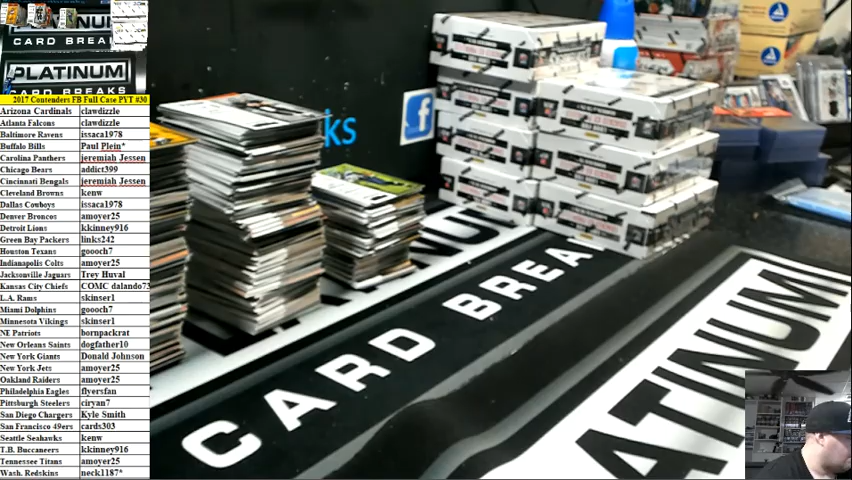 CARD BREAKS
PLATINUM
CARD BREAKS
2017 Contenders FB Full Case PYT #30
Arizona Cardinals clawdizzle
Atlanta Falcons clawdizzle
Baltimore Ravens issaca1978
Buffalo Bills Paul Plein*
Carolina Panthers jeremiah Jessen
Chicago Bears addict399
Cincinnati Bengals jeremiah Jessen
Cleveland Browns kenw
Dallas Cowboys issaca1978
Denver Broncos amoyer25
Detroit Lions kkinney916
Green Bay Packers links242
Houston Texans goooch7
Indianapolis Colts amoyer25
Jacksonville Jaguars Trey Huval
Kansas City Chiefs COMC dalando73
L.A. Rams skinser1
Miami Dolphins goooch7
Minnesota Vikings skinser1
NE Patriots bornpackrat
New Orleans Saints dogfather10
New York Giants Donald Johnson
New York Jets amoyer25
Oakland Raiders amoyer25
Philadelphia Eagles flyersfan
Pittsburgh Steelers ciryan7
San Diego Chargers Kyle Smith
San Francisco 49ers cards303
Seattle Seahawks kenw
T.B. Buccaneers kkinney916
Tennessee Titans amoyer25
Wash. Redskins neck1187*
ks
f
CARD BREA
ATINUM